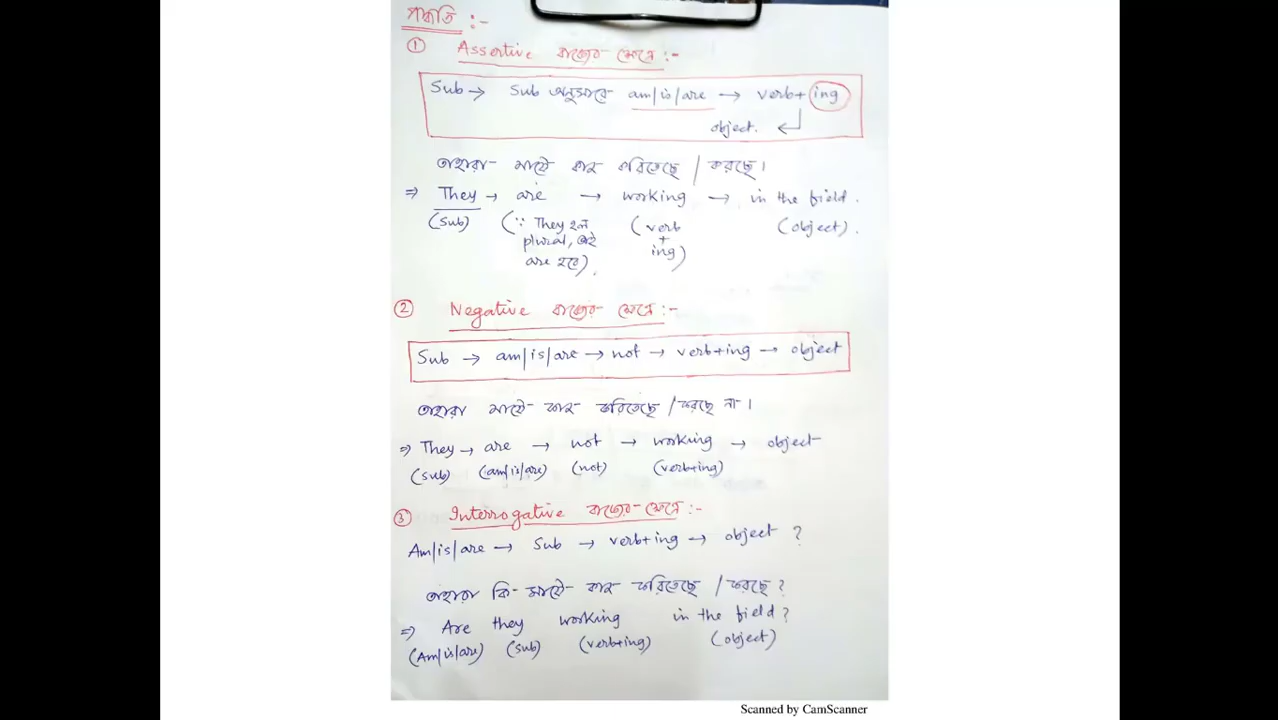 পদ্ধতি :-
① Assertive বাক্যের ক্ষেত্রে :-
Sub → Sub অনুসারে am/is/are → verb + ing
object. ↵
তাহারা মাঠে কাজ করিতেছে / করছে।
⇒ They → are → working → in the field.
(Sub) (∵ They হল (verb (object).
plural, তাই +
are হবে). ing)
② Negative বাক্যের ক্ষেত্রে :-
Sub → am/is/are → not → verb+ing → object
তাহারা মাঠে কাজ করিতেছে / করছে না।
⇒ They → are → not → working → object
(Sub) (am/is/are) (not) (verb+ing)
③ Interrogative বাক্যের ক্ষেত্রে :-
Am/is/are → Sub → verb+ing → object ?
তাহারা কি মাঠে কাজ করিতেছে / করছে ?
⇒ Are they working in the field?
(Am/is/are) (Sub) (verb+ing) (object)
Scanned by CamScanner